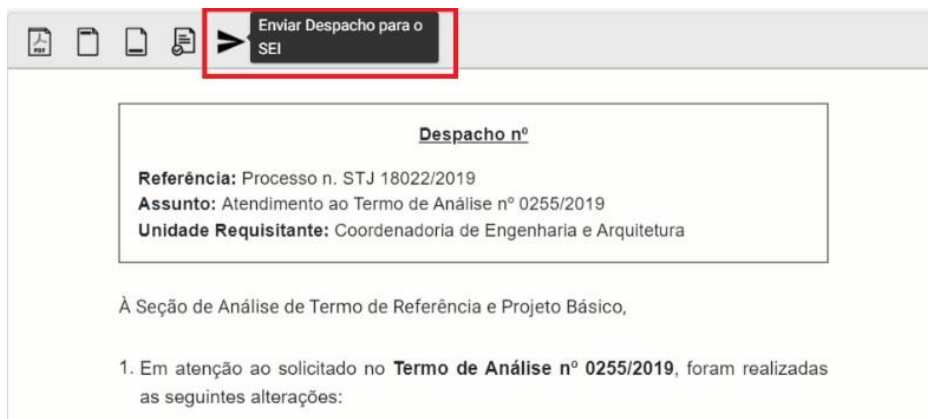 PDF
Enviar Despacho para o
SEI
Despacho nº
Referência: Processo n. STJ 18022/2019
Assunto: Atendimento ao Termo de Análise nº 0255/2019
Unidade Requisitante: Coordenadoria de Engenharia e Arquitetura
À Seção de Análise de Termo de Referência e Projeto Básico,
1. Em atenção ao solicitado no Termo de Análise nº 0255/2019, foram realizadas
as seguintes alterações: